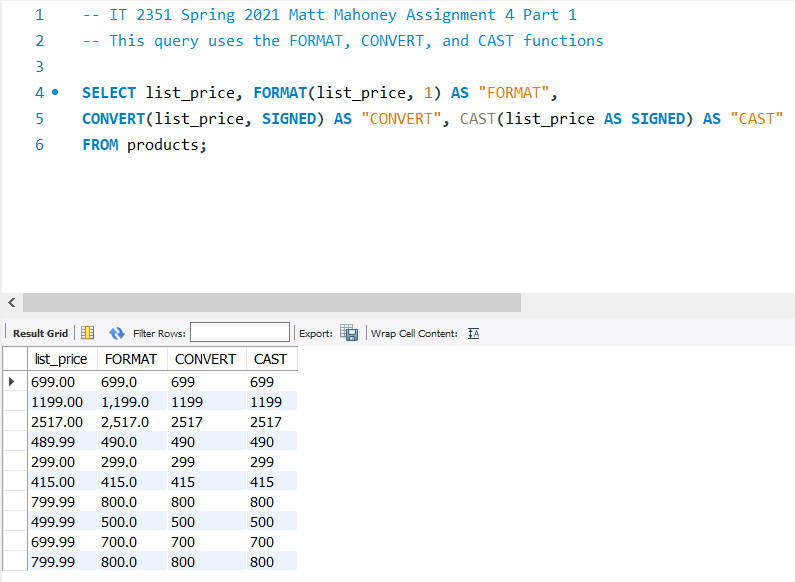 1 -- IT 2351 Spring 2021 Matt Mahoney Assignment 4 Part 1
2 -- This query uses the FORMAT, CONVERT, and CAST functions
3
4 SELECT list_price, FORMAT(list_price, 1) AS "FORMAT",
5 CONVERT(list_price, SIGNED) AS "CONVERT", CAST(list_price AS SIGNED) AS "CAST"
6 FROM products;
Result Grid Filter Rows: Export: Wrap Cell Content: IA
list_price FORMAT CONVERT CAST
699.00 699.0 699 699
1199.00 1,199.0 1199 1199
2517.00 2,517.0 2517 2517
489.99 490.0 490 490
299.00 299.0 299 299
415.00 415.0 415 415
799.99 800.0 800 800
499.99 500.0 500 500
699.99 700.0 700 700
799.99 800.0 800 800